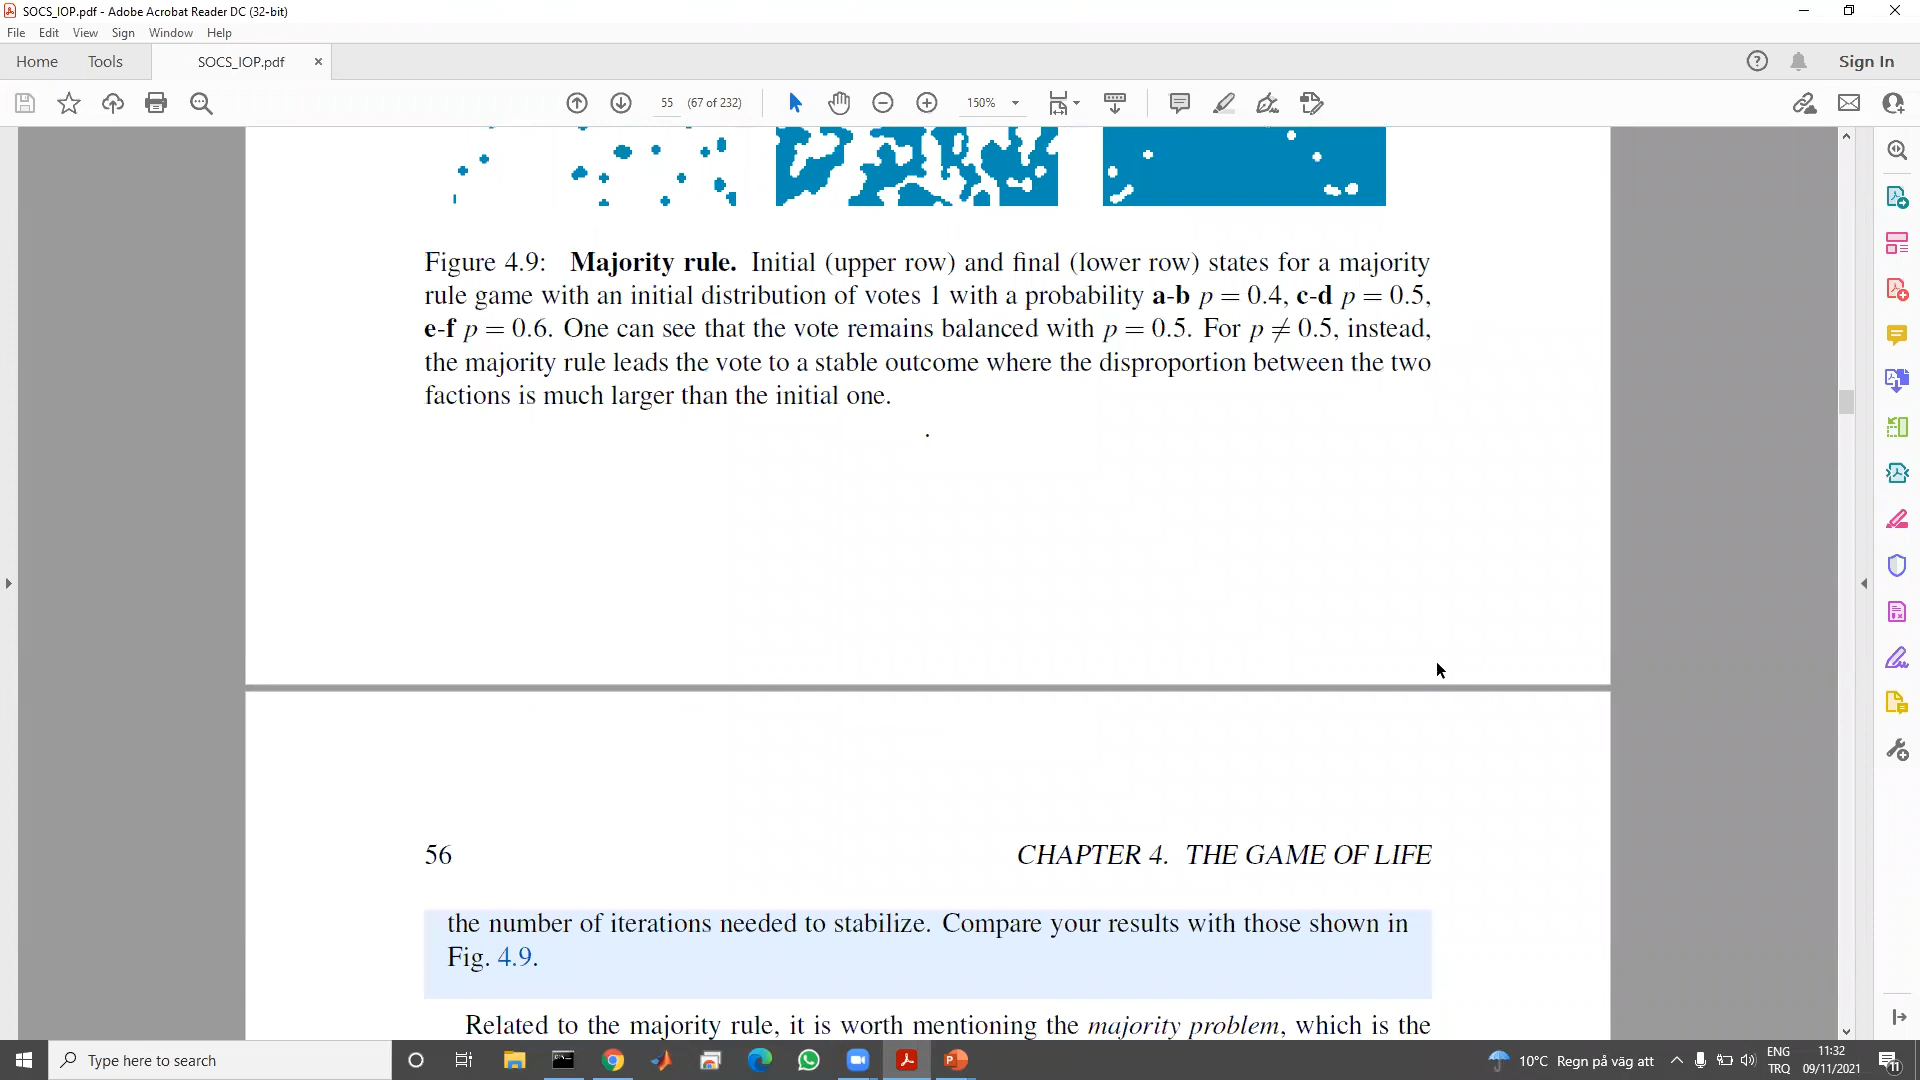 SOCS_IOP.pdf - Adobe Acrobat Reader DC (32-bit)
File Edit View Sign Window Help
Home Tools SOCS_IOP.pdf × Sign In
55 (67 of 232) 150%
Figure 4.9: Majority rule. Initial (upper row) and final (lower row) states for a majority
rule game with an initial distribution of votes 1 with a probability a-b p = 0.4, c-d p = 0.5,
e-f p = 0.6. One can see that the vote remains balanced with p = 0.5. For p ≠ 0.5, instead,
the majority rule leads the vote to a stable outcome where the disproportion between the two
factions is much larger than the initial one.
.
56 CHAPTER 4. THE GAME OF LIFE
the number of iterations needed to stabilize. Compare your results with those shown in
Fig. 4.9.
Related to the majority rule, it is worth mentioning the majority problem, which is the
Type here to search
10°C Regn på väg att
ENG
TRQ
11:32
09/11/2021
11